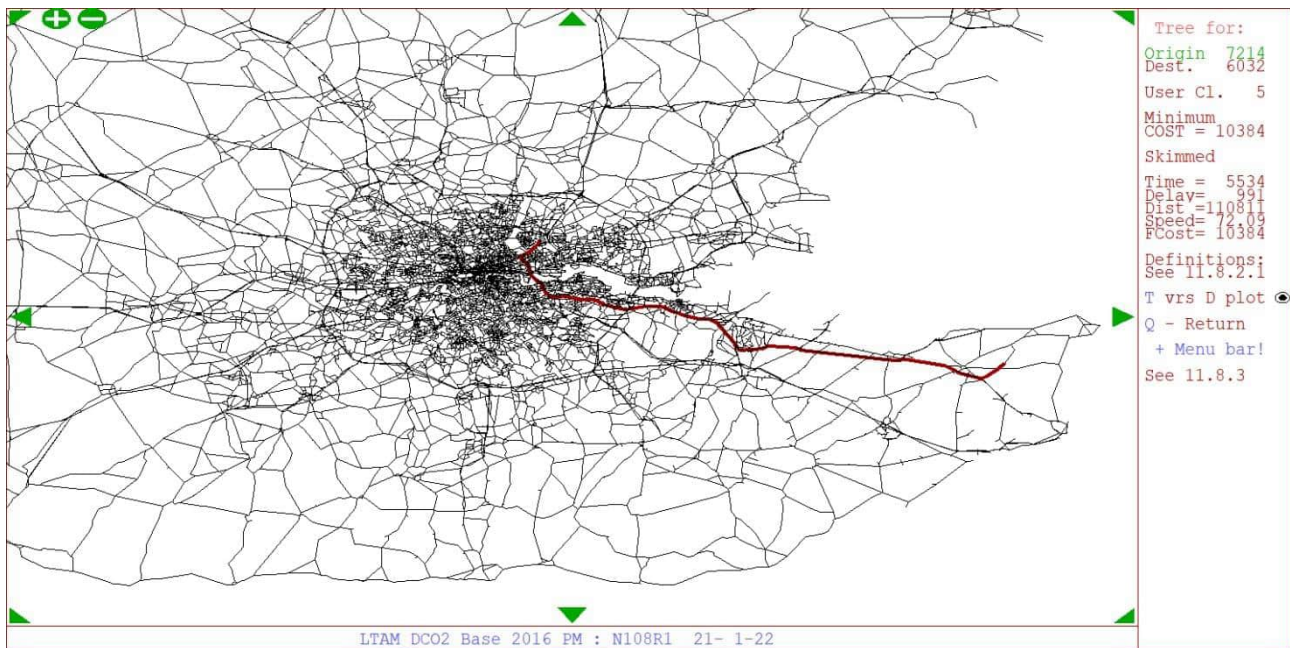 Tree for:
Origin 7214
Dest. 6032
User Cl. 5
Minimum
COST = 10384
Skimmed
Time = 5534
Delay= 991
Dist =110811
Speed= 72.09
FCost= 10384
Definitions:
See 11.8.2.1
T vrs D plot
Q - Return
+ Menu bar!
See 11.8.3
LTAM DCO2 Base 2016 PM : N108R1 21- 1-22